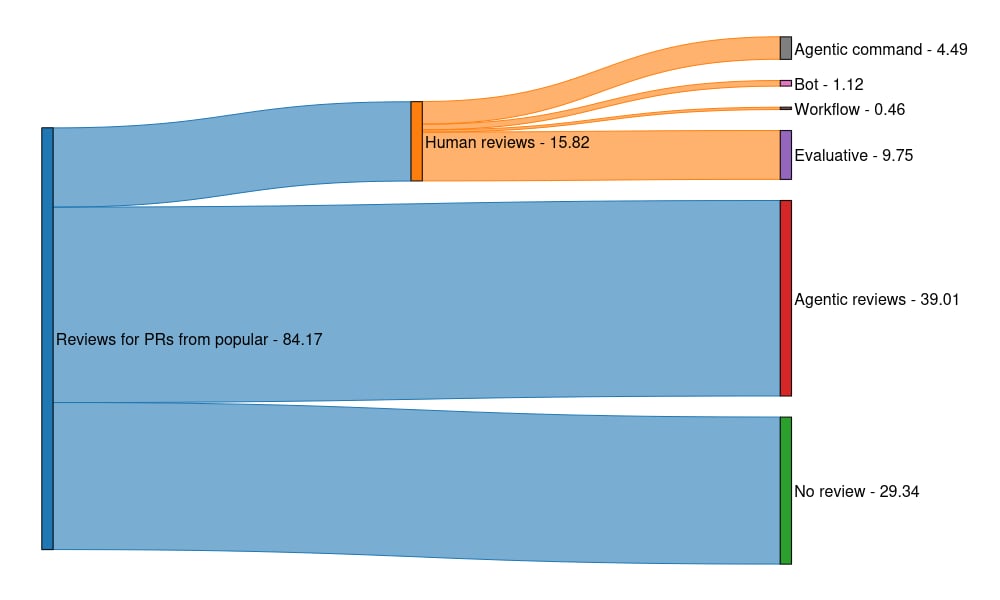 Agentic command - 4.49
Bot - 1.12
Workflow - 0.46
Human reviews - 15.82
Evaluative - 9.75
Agentic reviews - 39.01
Reviews for PRs from popular - 84.17
No review - 29.34